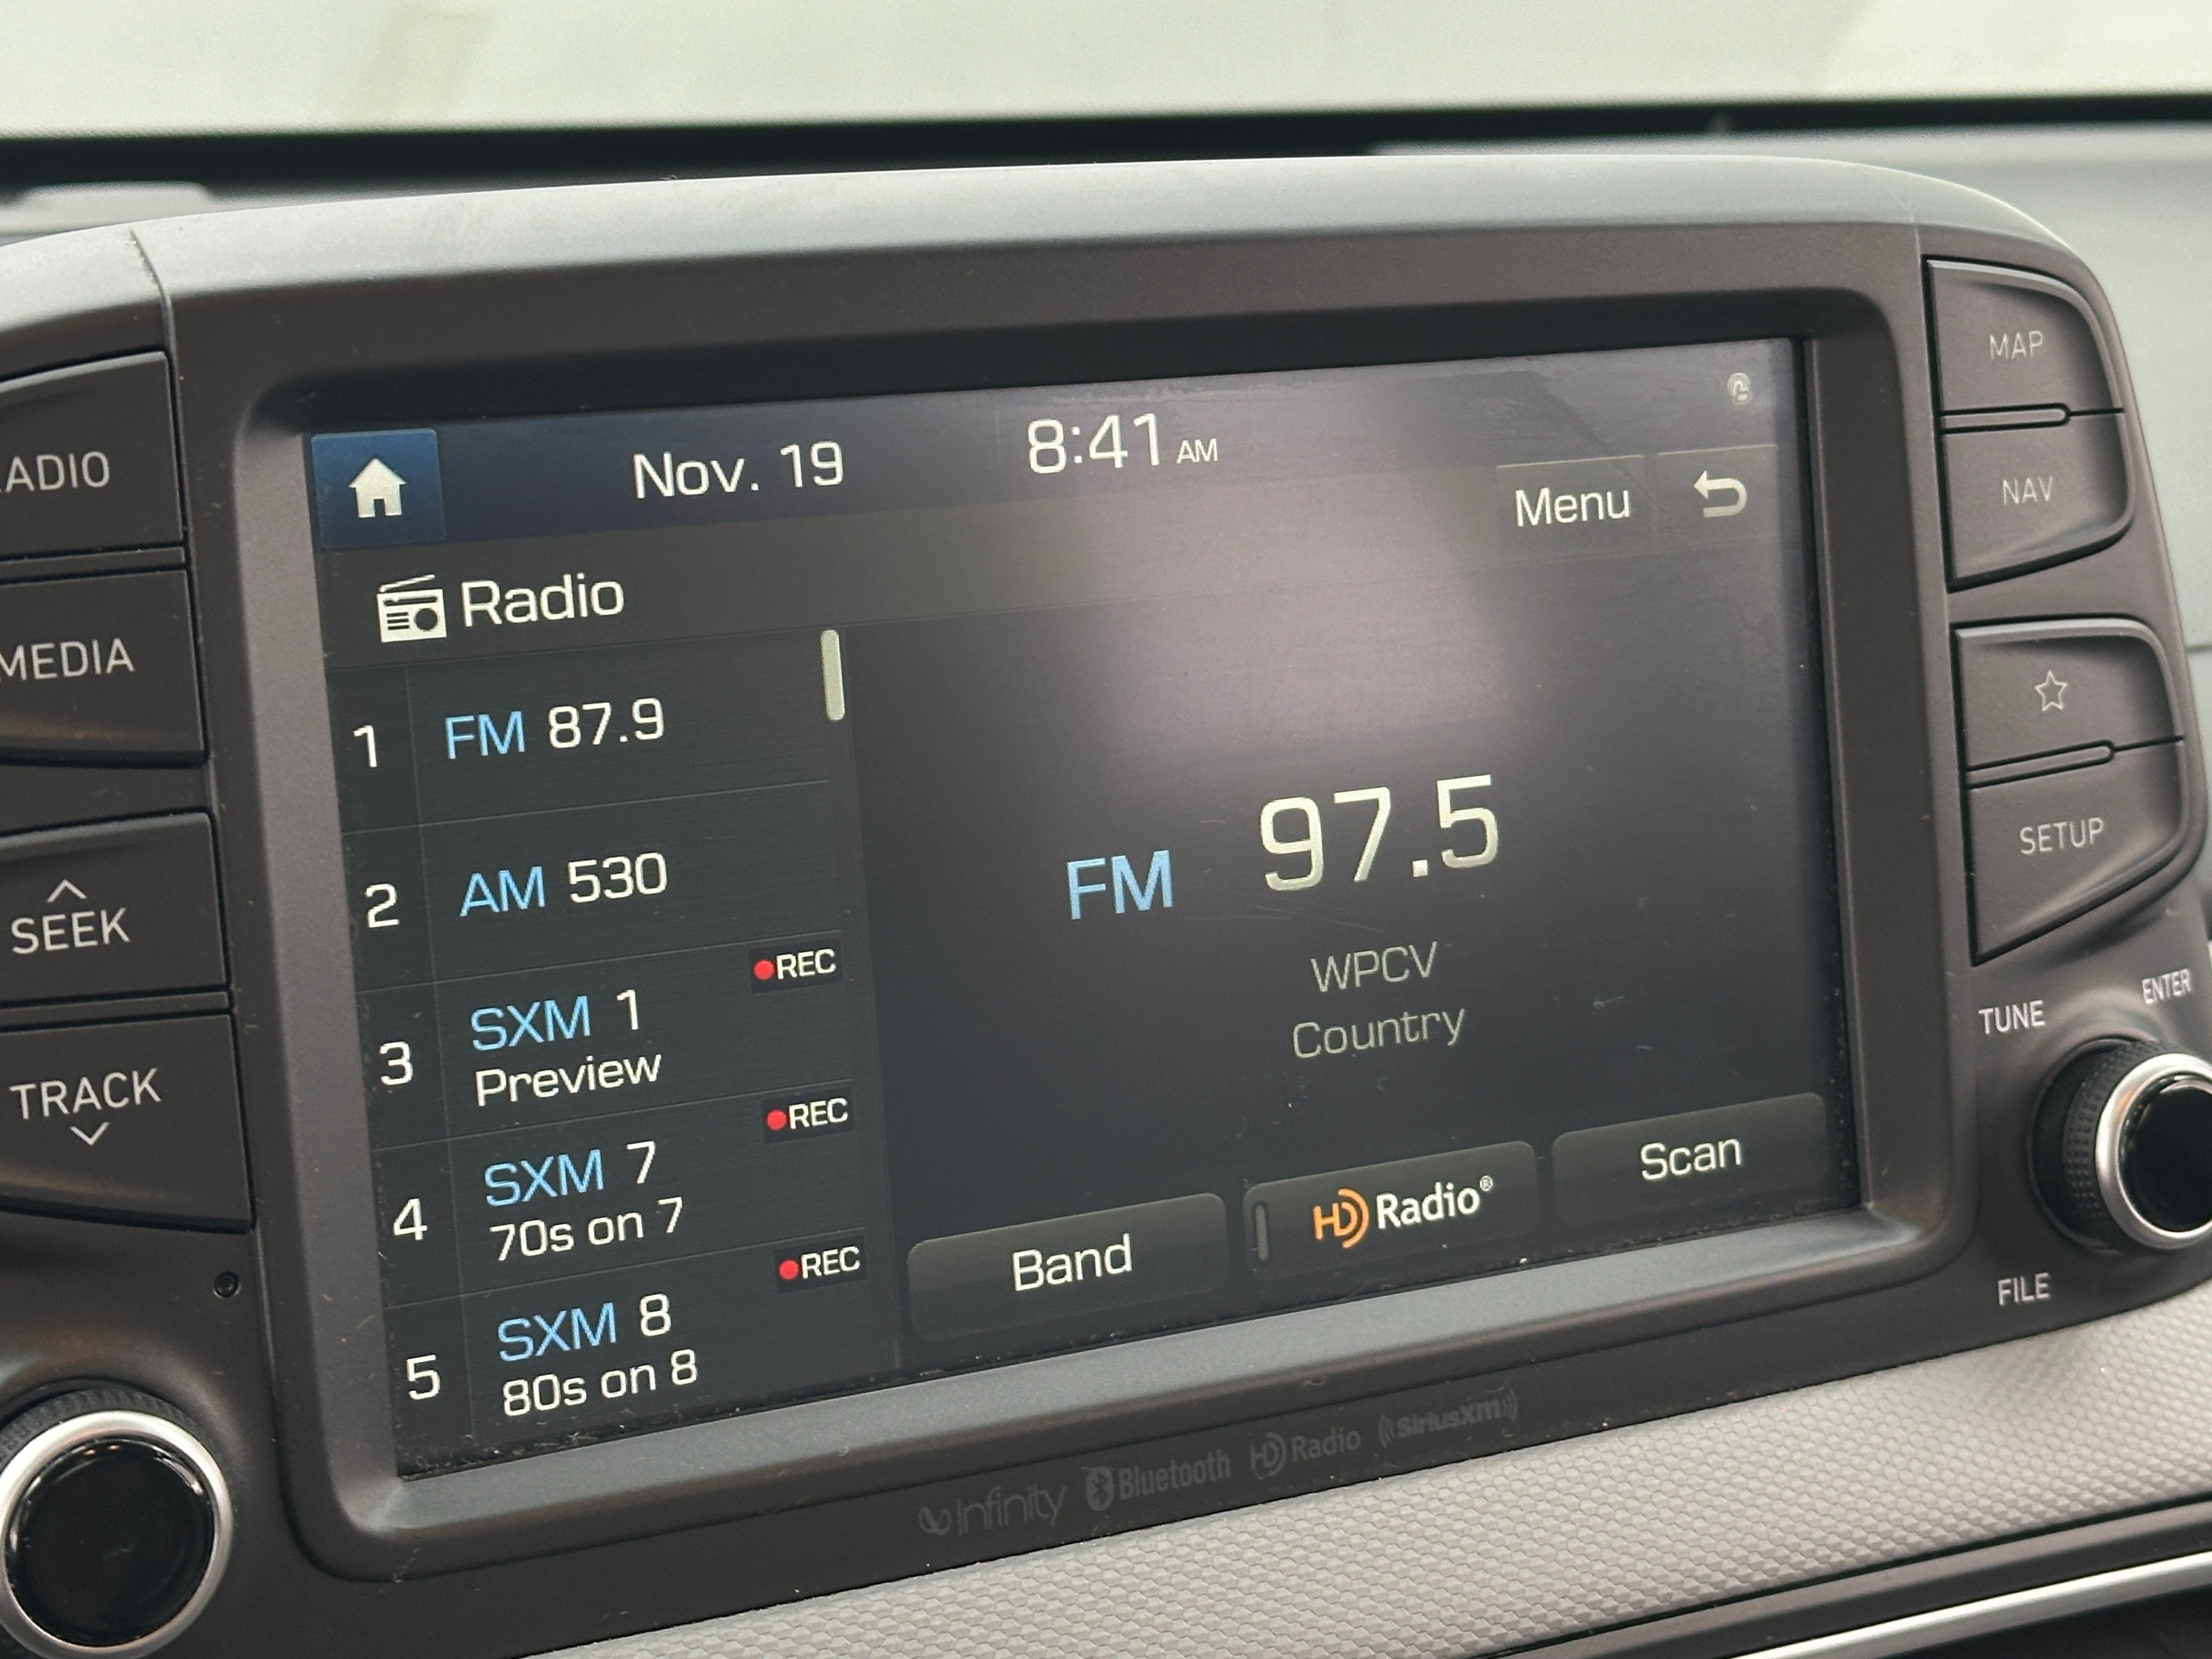 Nov. 19
8:41 AM
Menu
Radio
1 FM 87.9
2 AM 530
REC
3 SXM 1
Preview
REC
4 SXM 7
70s on 7
REC
5 SXM 8
80s on 8
FM 97.5
WPCV
Country
Band
HD Radio®
Scan
ADIO
MEDIA
SEEK
TRACK
MAP
NAV
SETUP
TUNE
ENTER
FILE
Infinity Bluetooth HD Radio SiriusXM